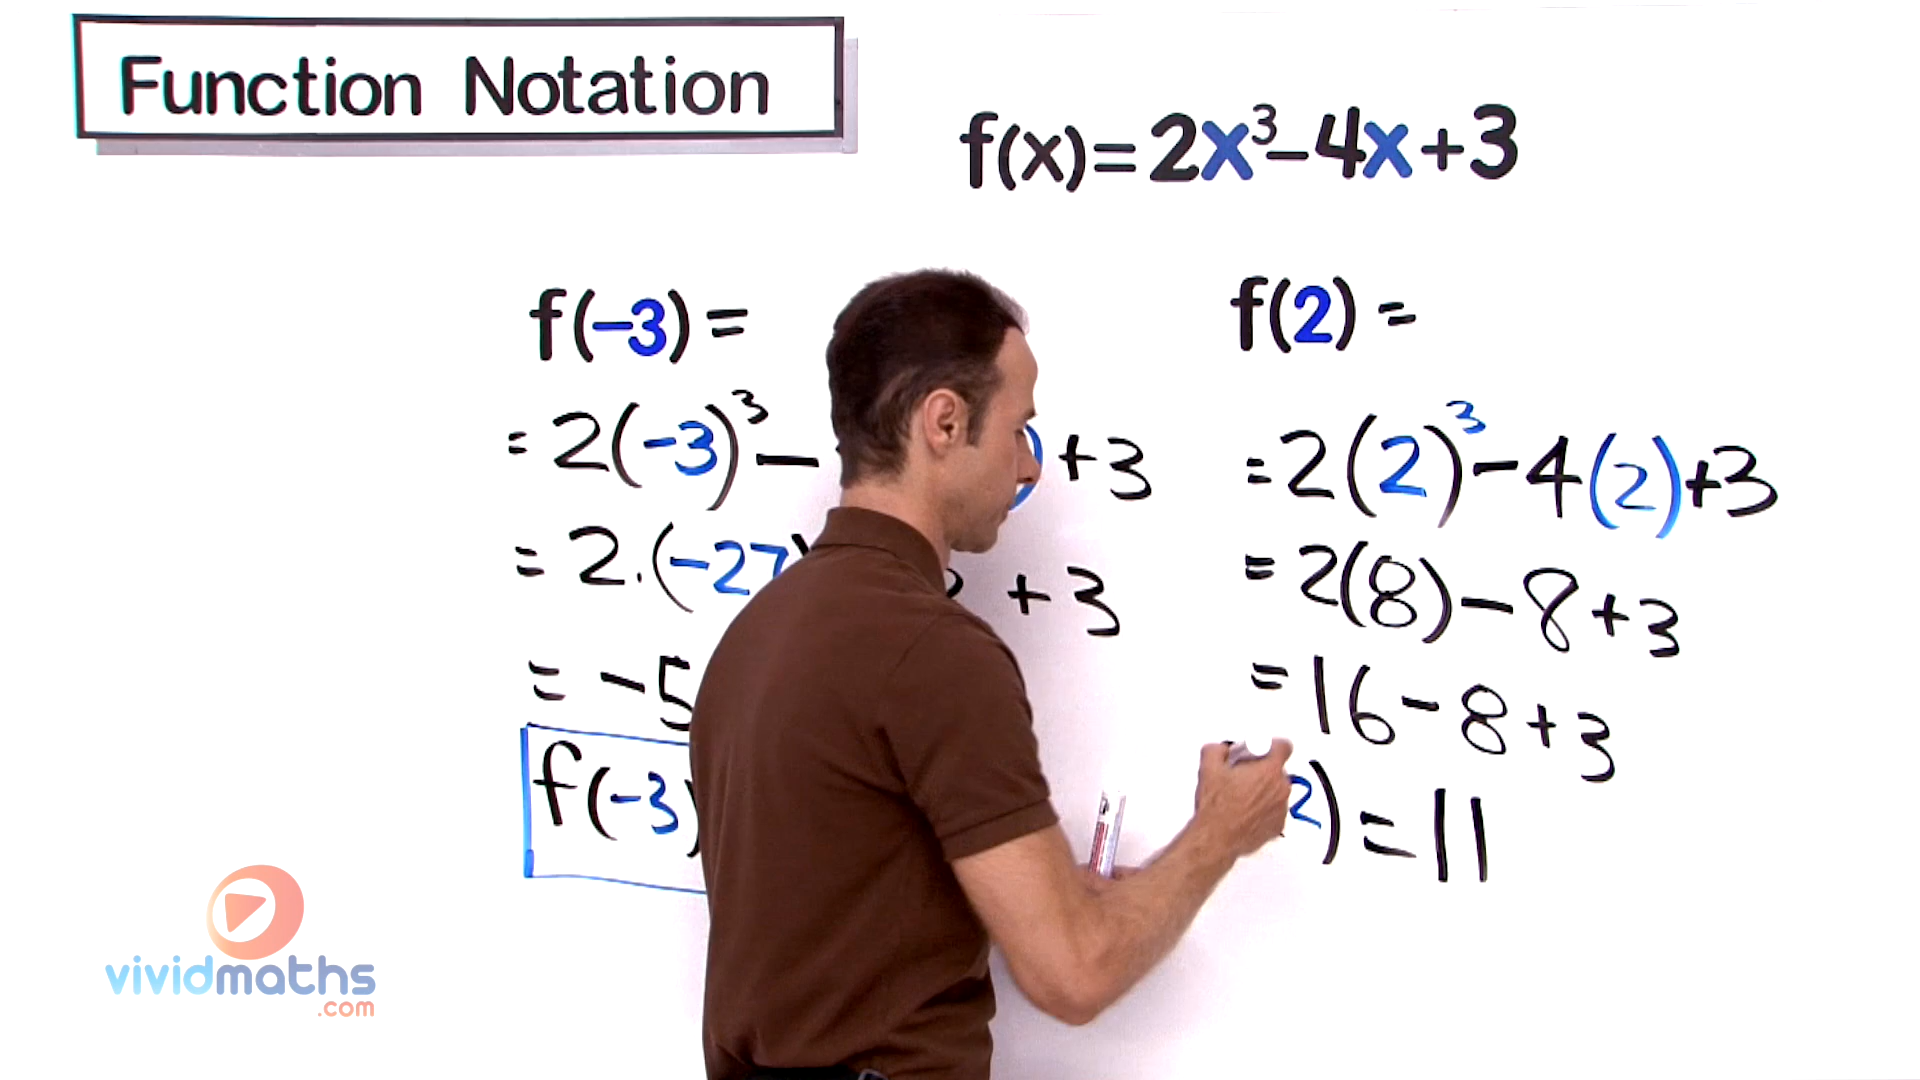 Function Notation
f(x)=2x³-4x+3
f(-3)=
=2(-3)³- +3
=2.(-27) +3
=-5
f(-3)
f(2)=
=2(2)³-4(2)+3
=2(8)-8+3
=16-8+3
2)=11
vividmaths
.com